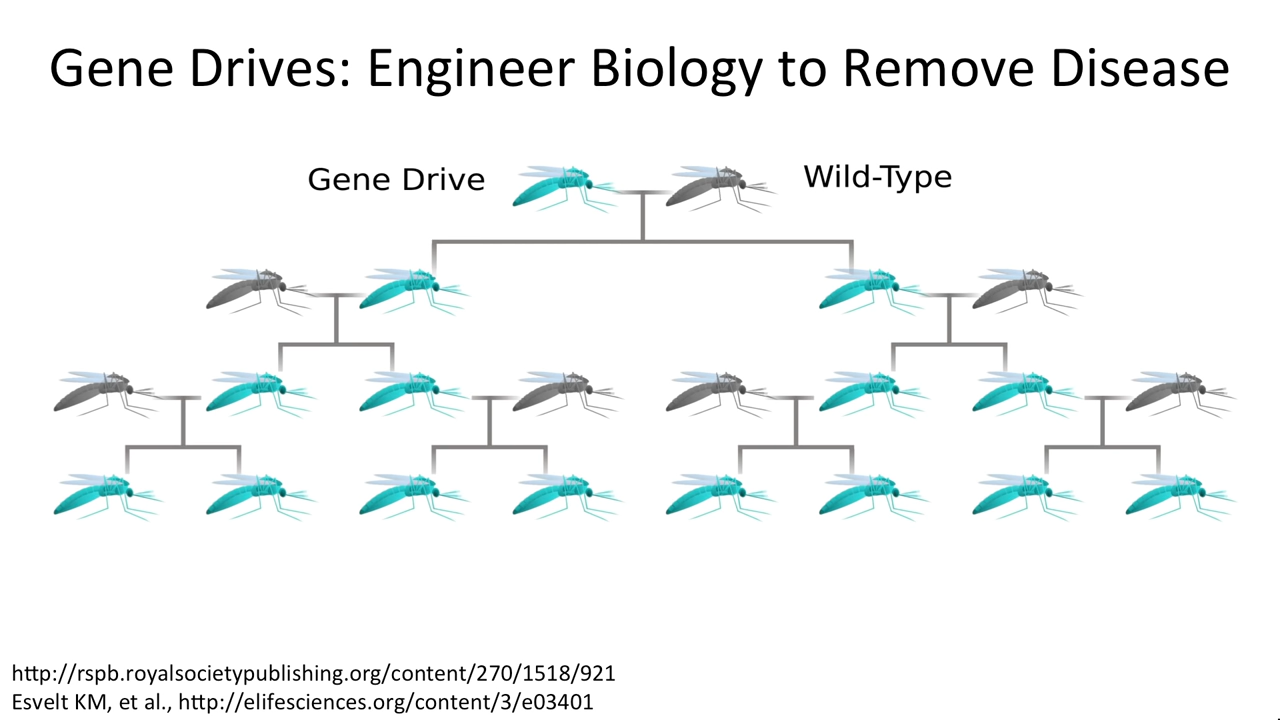 Gene Drives: Engineer Biology to Remove Disease
Gene Drive
Wild-Type
http://rspb.royalsocietypublishing.org/content/270/1518/921
Esvelt KM, et al., http://elifesciences.org/content/3/e03401